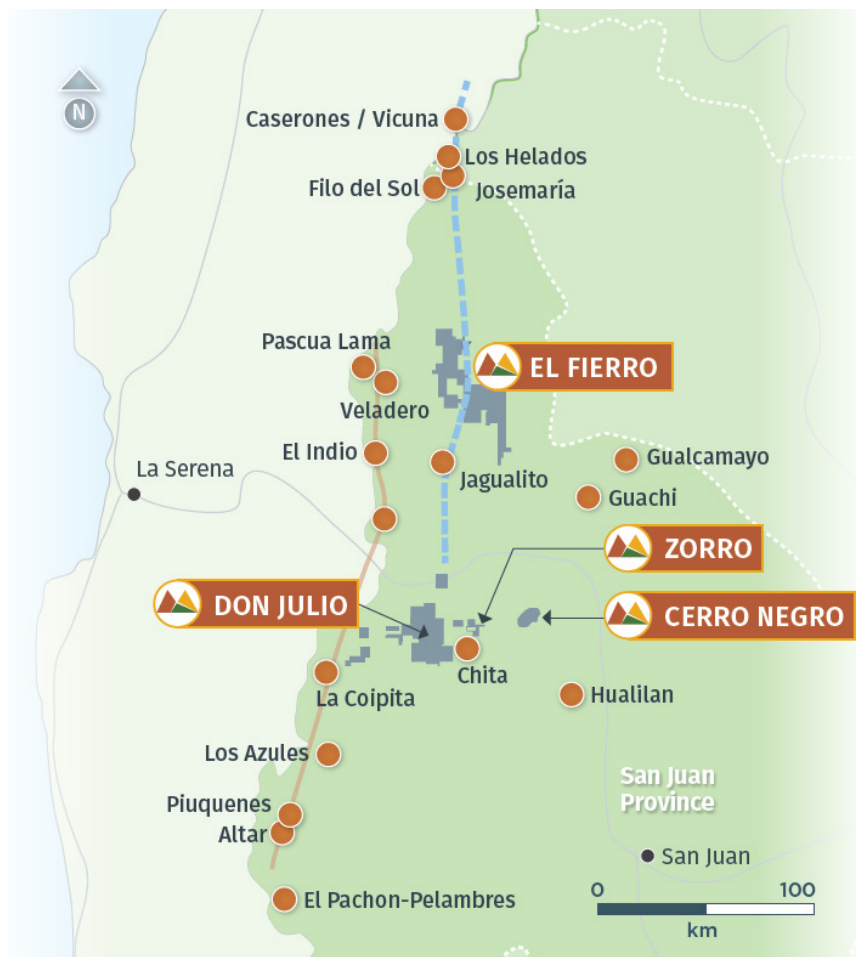 N
Caserones / Vicuna
Los Helados
Filo del Sol
Josemaría
Pascua Lama
EL FIERRO
Veladero
El Indio
La Serena
Jagualito
Gualcamayo
Guachi
ZORRO
DON JULIO
CERRO NEGRO
Chita
La Coipita
Hualilan
Los Azules
San Juan
Province
Piuquenes
Altar
San Juan
0 100
km
El Pachon-Pelambres